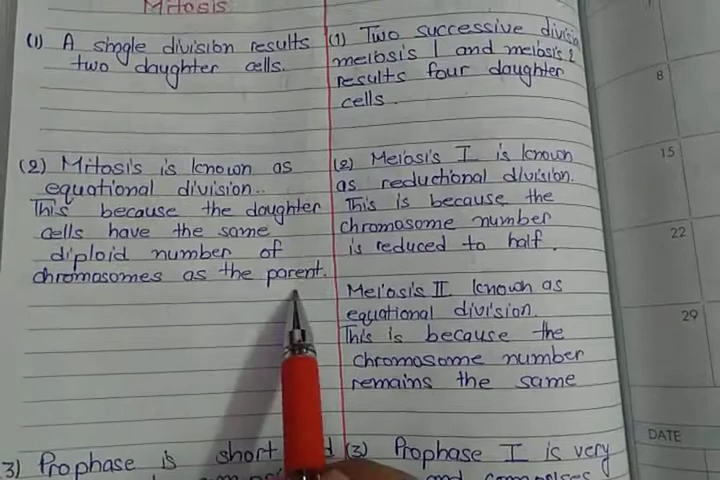 Mitosis
(1) A single division results
two daughter cells.
(1) Two successive
meiosis 1 and meiosis 2
results four daughter
cells.
(2) Mitosis is known as
equational division..
This because the daughter
cells have the same
diploid number of
chromosomes as the parent.
(2) Meiosis I is known
as reductional division.
This is because the
chromosome number
is reduced to half.
Meiosis II known as
equational division.
This is because the
chromosome number
remains the same
3) Prophase is short
(3) Prophase I is very
and comprises
8
15
22
29
DATE